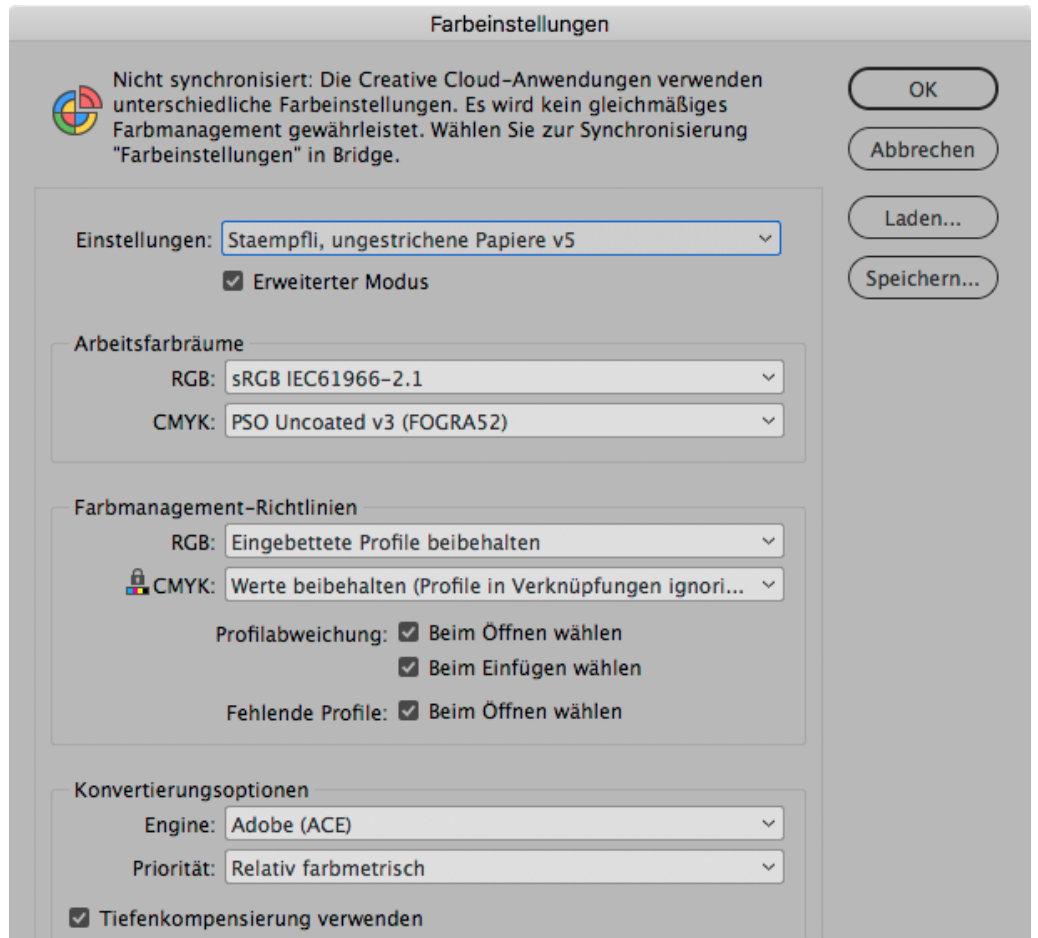 Farbeinstellungen
Nicht synchronisiert: Die Creative Cloud-Anwendungen verwenden
unterschiedliche Farbeinstellungen. Es wird kein gleichmäßiges
Farbmanagement gewährleistet. Wählen Sie zur Synchronisierung
"Farbeinstellungen" in Bridge.
OK
Abbrechen
Laden...
Speichern...
Einstellungen: Staempfli, ungestrichene Papiere v5
Erweiterter Modus
Arbeitsfarbräume
RGB: sRGB IEC61966-2.1
CMYK: PSO Uncoated v3 (FOGRA52)
Farbmanagement-Richtlinien
RGB: Eingebettete Profile beibehalten
CMYK: Werte beibehalten (Profile in Verknüpfungen ignori...
Profilabweichung: Beim Öffnen wählen
Beim Einfügen wählen
Fehlende Profile: Beim Öffnen wählen
Konvertierungsoptionen
Engine: Adobe (ACE)
Priorität: Relativ farbmetrisch
Tiefenkompensierung verwenden